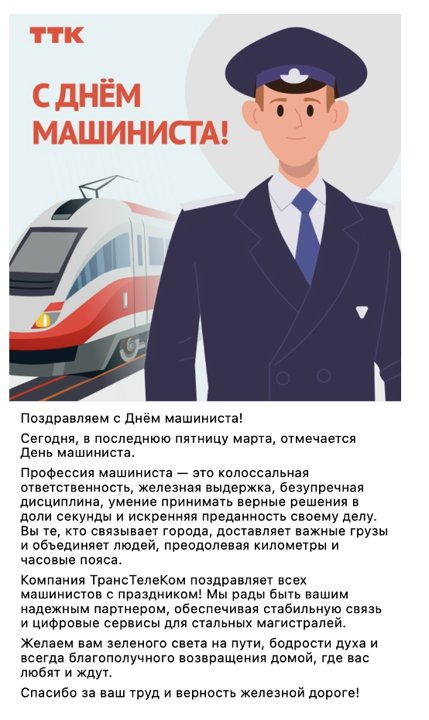 ТТК
С ДНЁМ
МАШИНИСТА!
Поздравляем с Днём машиниста!
Сегодня, в последнюю пятницу марта, отмечается
День машиниста.
Профессия машиниста — это колоссальная
ответственность, железная выдержка, безупречная
дисциплина, умение принимать верные решения в
доли секунды и искренняя преданность своему делу.
Вы те, кто связывает города, доставляет важные грузы
и объединяет людей, преодолевая километры и
часовые пояса.
Компания ТрансТелеКом поздравляет всех
машинистов с праздником! Мы рады быть вашим
надежным партнером, обеспечивая стабильную связь
и цифровые сервисы для стальных магистралей.
Желаем вам зеленого света на пути, бодрости духа и
всегда благополучного возвращения домой, где вас
любят и ждут.
Спасибо за ваш труд и верность железной дороге!